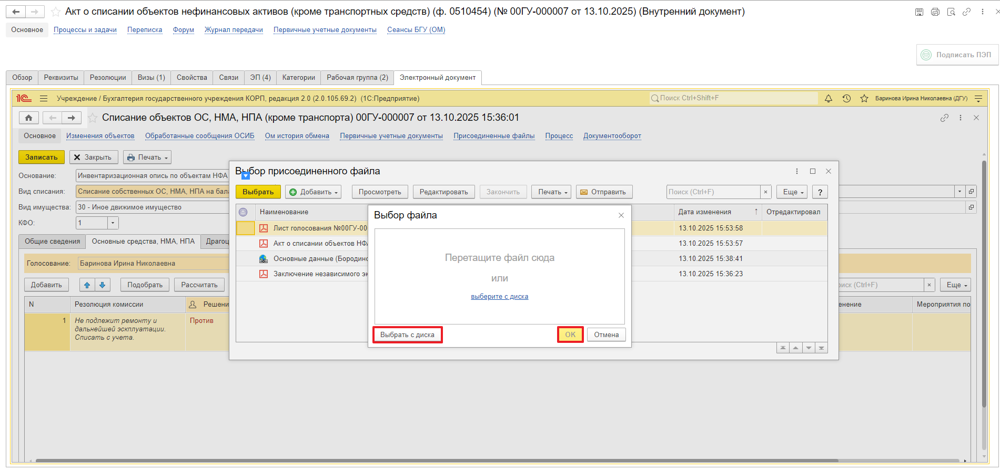 Акт о списании объектов нефинансовых активов (кроме транспортных средств) (ф. 0510454) (№ 00ГУ-000007 от 13.10.2025) (Внутренний документ)
Основное Процессы и задачи Переписка Форум Журнал передачи Первичные учетные документы Сеансы БГУ (ОМ)
Подписать ПЭП
Обзор Реквизиты Резолюции Визы (1) Свойства Связи ЭП (4) Категории Рабочая группа (2) Электронный документ
1С Учреждение / Бухгалтерия государственного учреждения КОРП, редакция 2.0 (2.0.105.69.2) (1С:Предприятие) Поиск Ctrl+Shift+F Баринова Ирина Николаевна (ДГУ)
Списание объектов ОС, НМА, НПА (кроме транспорта) 00ГУ-000007 от 13.10.2025 15:36:01
Основное Изменения объектов Обработанные сообщения ОСИБ Ом история обмена Первичные учетные документы Присоединенные файлы Процесс Документооборот
Записать Закрыть Печать
Основание: Инвентаризационная опись по объектам НФА
Вид списания: Списание собственных ОС, НМА, НПА на бала
Вид имущества: 30 - Иное движимое имущество
КФО: 1
Общие сведения Основные средства, НМА, НПА Драгоц
Голосование: Баринова Ирина Николаевна
Добавить Подобрать Рассчитать Поиск (Ctrl+F) × Еще
N Резолюция комиссии Решени енение Мероприятия по
1 Не подлежит ремонту и Против
дальнейшей эскплуатации.
Списать с учета.
Выбор присоединенного файла
Выбрать Добавить Просмотреть Редактировать Закончить Печать Отправить Поиск (Ctrl+F) × Еще ?
Наименование Дата изменения ↑ Отредактировал
Лист голосования №00ГУ-00 13.10.2025 15:53:58
Акт о списании объектов НФА 13.10.2025 15:53:57
Основные данные (Бородинс 13.10.2025 15:38:41
Заключение независимого эк 13.10.2025 15:36:23
Выбор файла
Перетащите файл сюда
или
выберите с диска
Выбрать с диска ОК Отмена